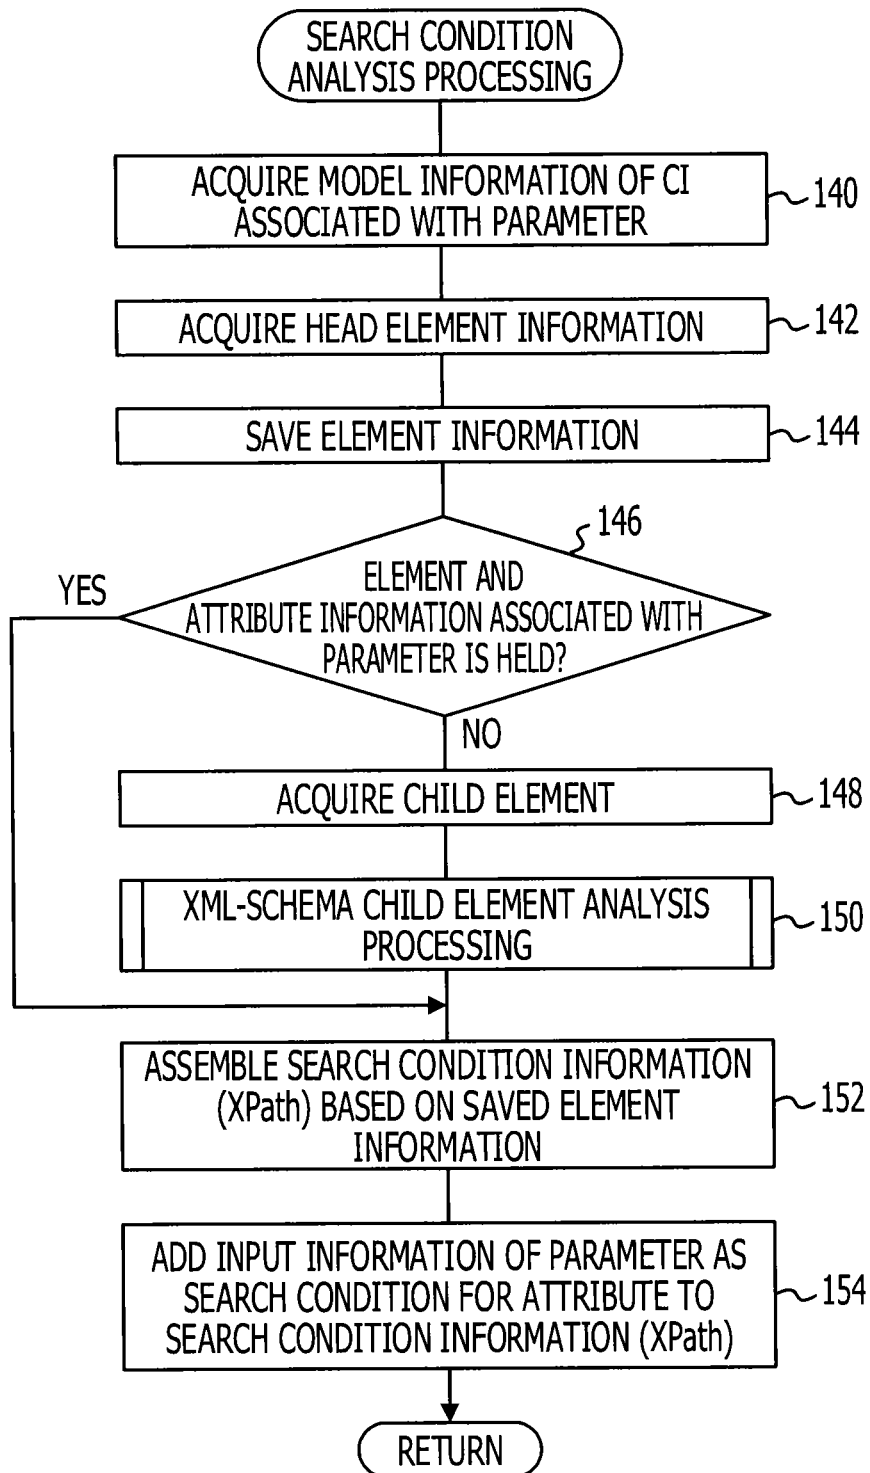 SEARCH CONDITION
ANALYSIS PROCESSING
ACQUIRE MODEL INFORMATION OF CI
ASSOCIATED WITH PARAMETER
140
ACQUIRE HEAD ELEMENT INFORMATION
142
SAVE ELEMENT INFORMATION
144
146
YES
ELEMENT AND
ATTRIBUTE INFORMATION ASSOCIATED WITH
PARAMETER IS HELD?
NO
ACQUIRE CHILD ELEMENT
148
XML-SCHEMA CHILD ELEMENT ANALYSIS
PROCESSING
150
ASSEMBLE SEARCH CONDITION INFORMATION
(XPath) BASED ON SAVED ELEMENT
INFORMATION
152
ADD INPUT INFORMATION OF PARAMETER AS
SEARCH CONDITION FOR ATTRIBUTE TO
SEARCH CONDITION INFORMATION (XPath)
154
RETURN